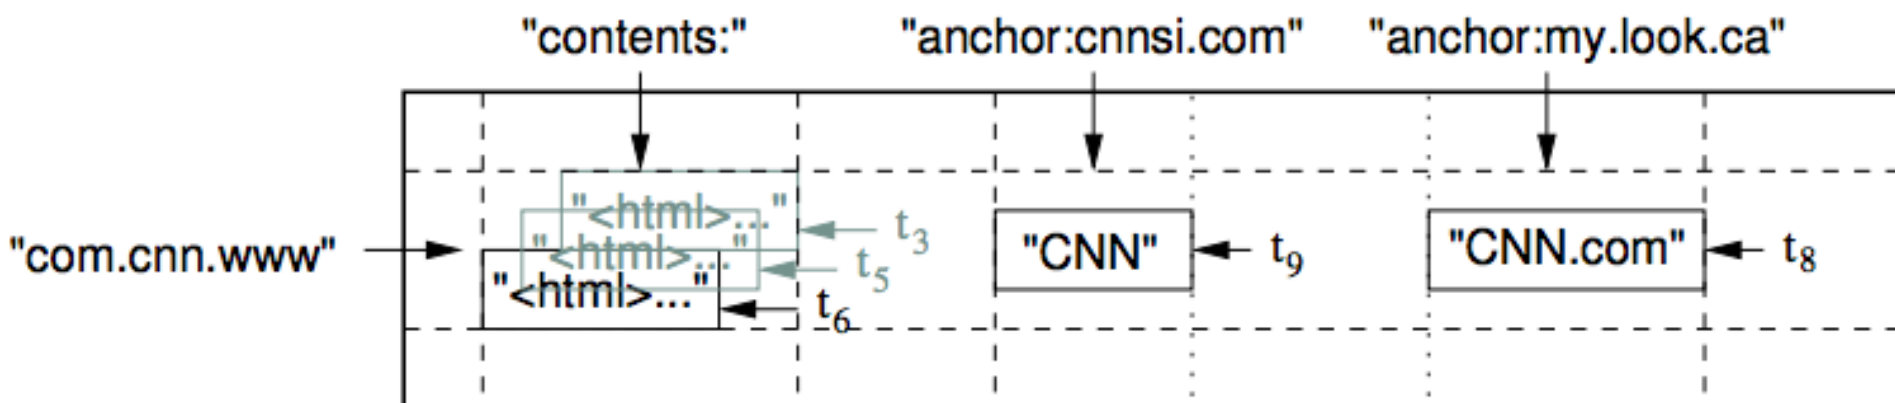 "contents:" "anchor:cnnsi.com" "anchor:my.look.ca"
"<html>..." t3
"com.cnn.www" "<html>..." t5 "CNN" t9 "CNN.com" t8
"<html>..." t6